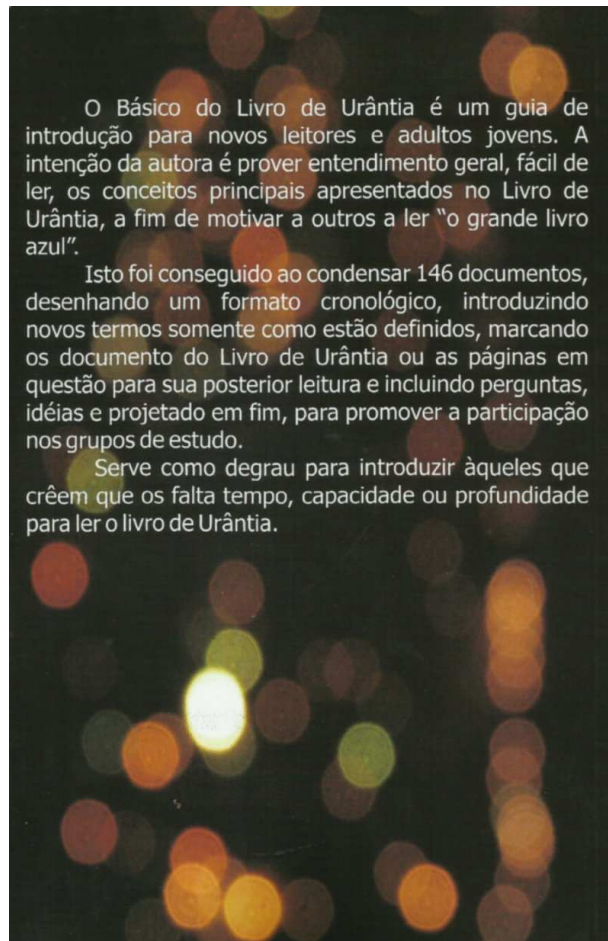 O Básico do Livro de Urântia é um guia de
introdução para novos leitores e adultos jovens. A
intenção da autora é prover entendimento geral, fácil de
ler, os conceitos principais apresentados no Livro de
Urântia, a fim de motivar a outros a ler “o grande livro
azul”.
Isto foi conseguido ao condensar 146 documentos,
desenhando um formato cronológico, introduzindo
novos termos somente como estão definidos, marcando
os documento do Livro de Urântia ou as páginas em
questão para sua posterior leitura e incluindo perguntas,
idéias e projetado em fim, para promover a participação
nos grupos de estudo.
Serve como degrau para introduzir àqueles que
crêem que os falta tempo, capacidade ou profundidade
para ler o livro de Urântia.